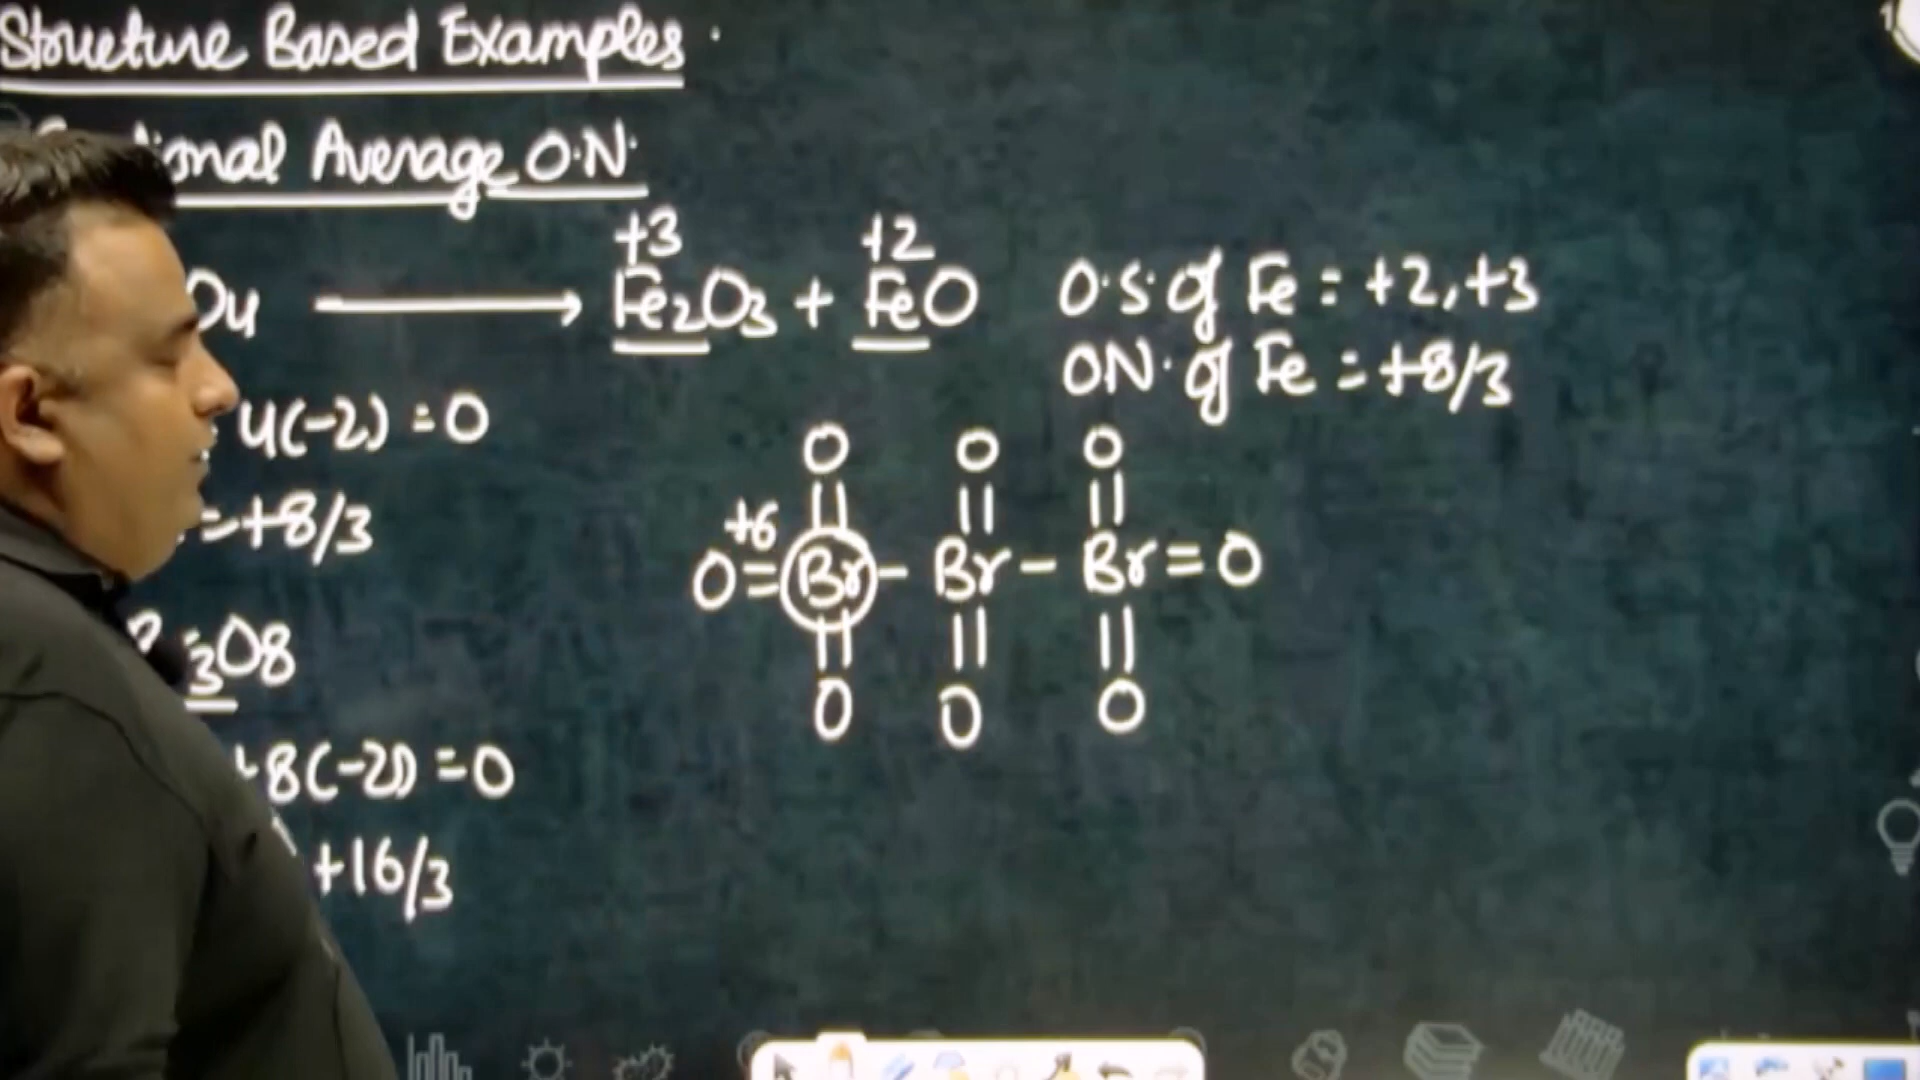 Structure Based Examples
Average O.N.
+3 +2
O4 ⟶ Fe2O3 + FeO O.S. of Fe = +2, +3
ON. of Fe = +8/3
4(-2) = 0
= +8/3
O O O
|| || ||
+6
O=Br-Br-Br=O
|| || ||
O O O
3O8
+8(-2) = 0
+16/3